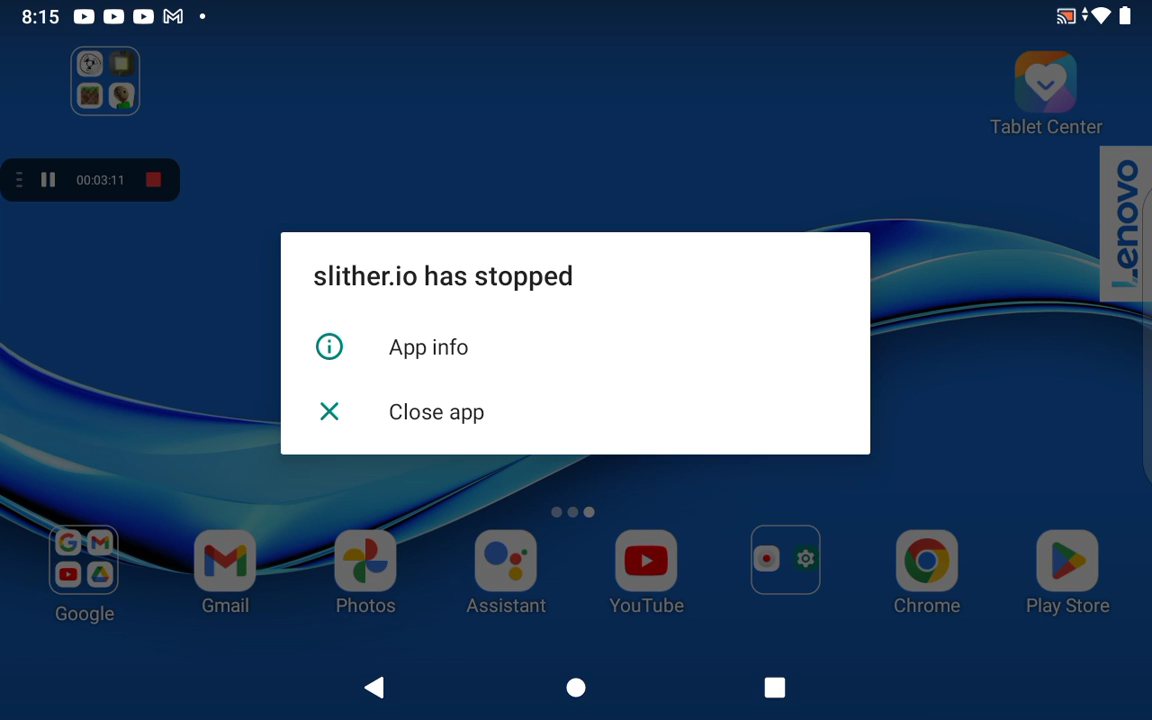 8:15
Tablet Center
00:03:11
Lenovo
slither.io has stopped
App info
Close app
Google
Gmail
Photos
Assistant
YouTube
Chrome
Play Store